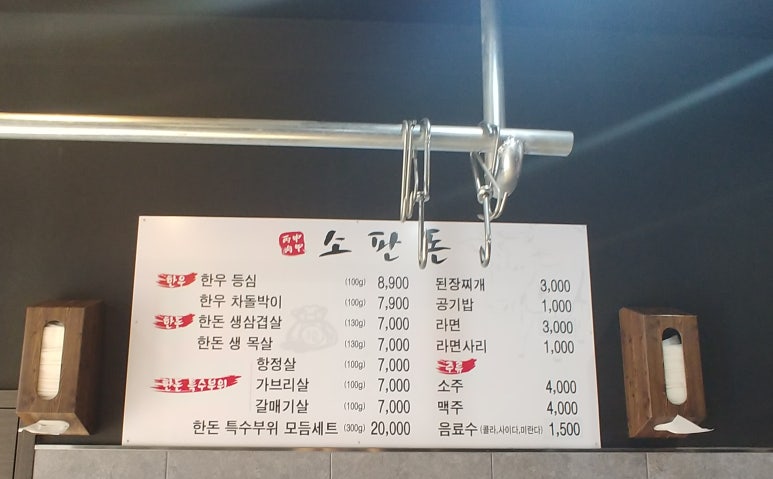 소판돈
한우 한우 등심 (100g) 8,900
한우 차돌박이 (100g) 7,900
한돈 한돈 생삼겹살 (130g) 7,000
한돈 생 목살 (130g) 7,000
항정살 (100g) 7,000
한돈 특수부위 가브리살 (100g) 7,000
갈매기살 (100g) 7,000
한돈 특수부위 모듬세트 (300g) 20,000
된장찌개 3,000
공기밥 1,000
라면 3,000
라면사리 1,000
주류
소주 4,000
맥주 4,000
음료수 (콜라,사이다,미란다) 1,500